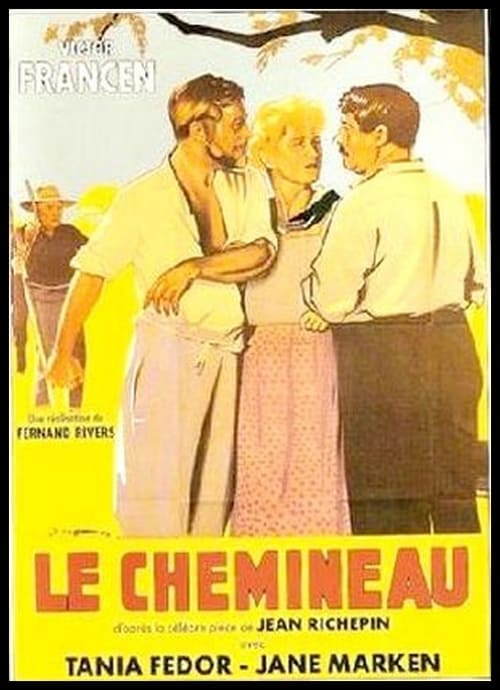 VICTOR
FRANCEN
Une réalisation de
FERNAND RIVERS
LE CHEMINEAU
d'après la célèbre pièce de JEAN RICHEPIN
avec
TANIA FEDOR - JANE MARKEN